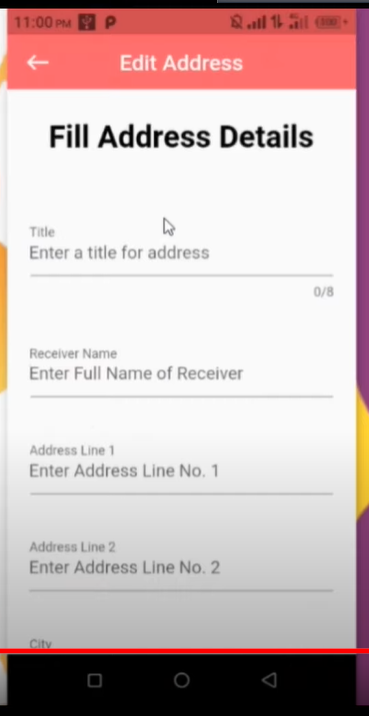 11:00 PM
Edit Address
Fill Address Details
Title
Enter a title for address
0/8
Receiver Name
Enter Full Name of Receiver
Address Line 1
Enter Address Line No. 1
Address Line 2
Enter Address Line No. 2
City